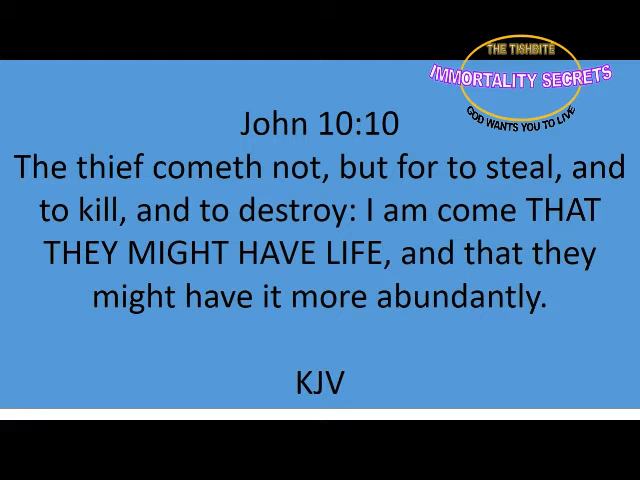 THE TISHBITE
IMMORTALITY SECRETS
GOD WANTS YOU TO LIVE
John 10:10
The thief cometh not, but for to steal, and
to kill, and to destroy: I am come THAT
THEY MIGHT HAVE LIFE, and that they
might have it more abundantly.
KJV